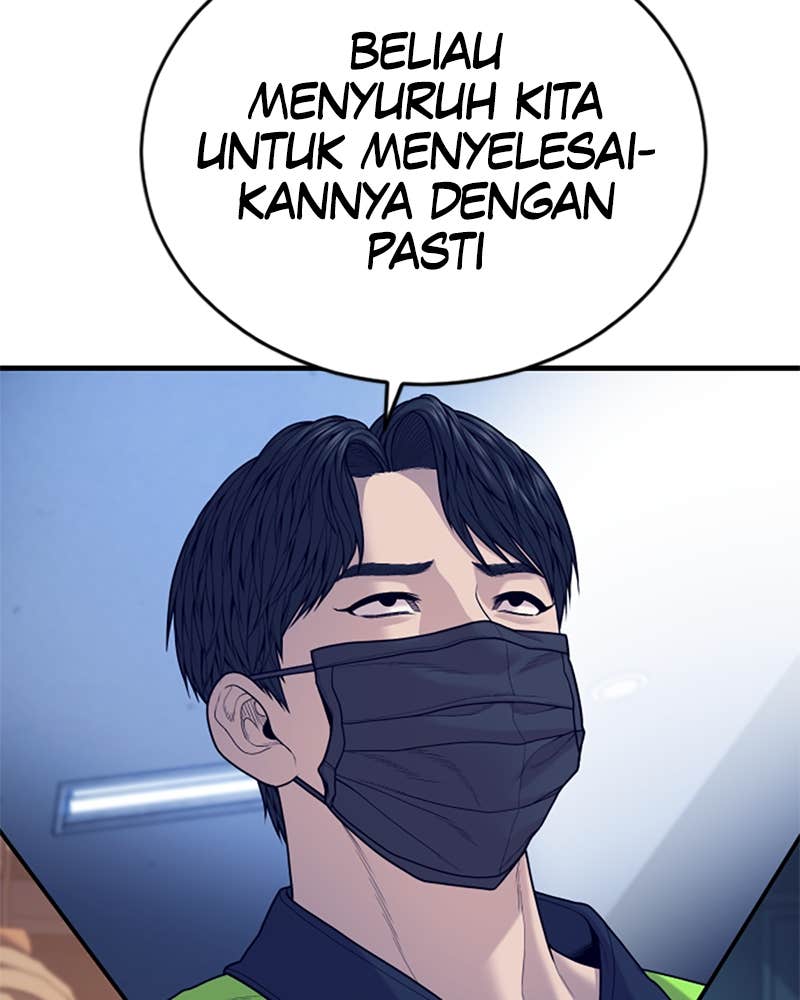 BELIAU
MENYURUH KITA
UNTUK MENYELESAI-
KANNYA DENGAN
PASTI